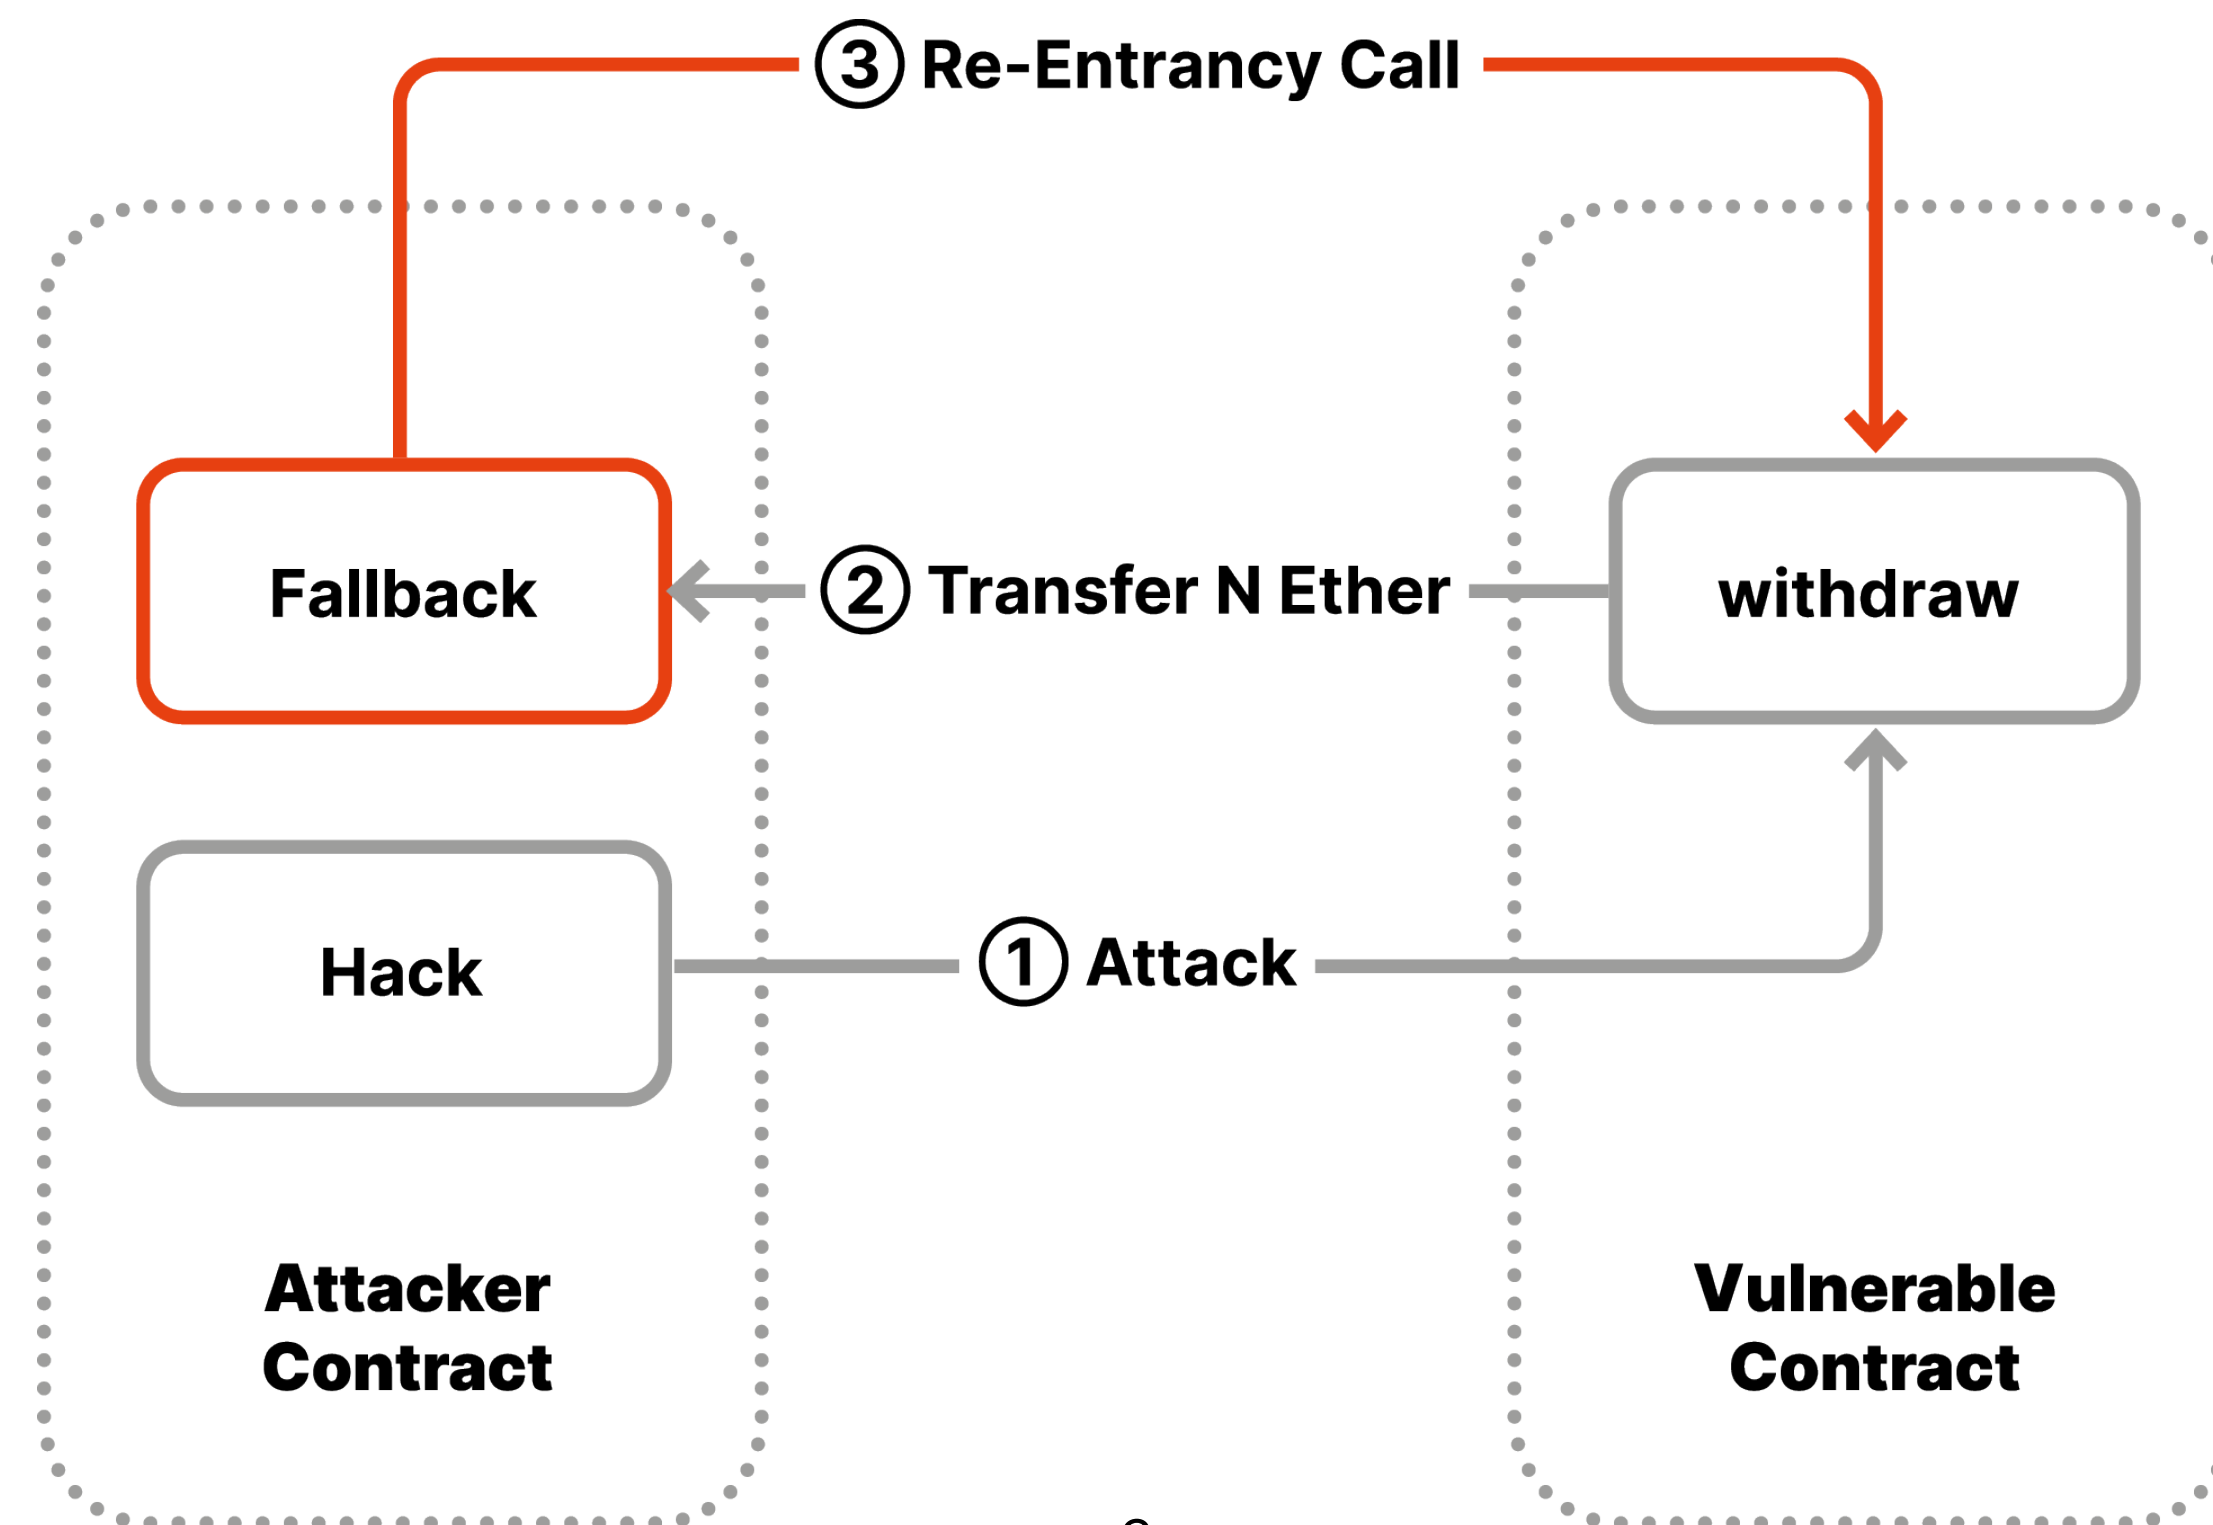 ③ Re-Entrancy Call
Fallback
② Transfer N Ether
withdraw
Hack
① Attack
Attacker
Contract
Vulnerable
Contract